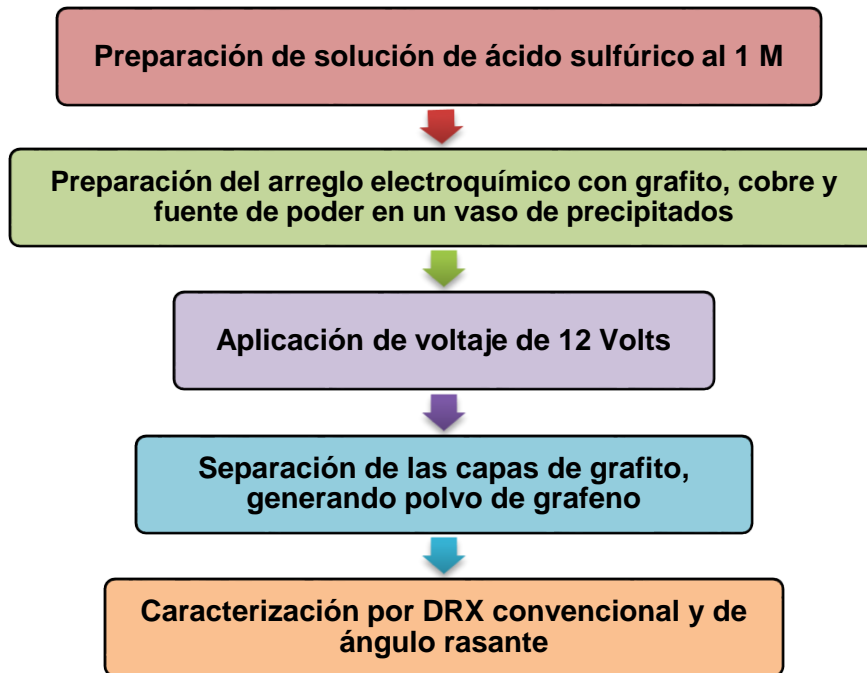 Preparación de solución de ácido sulfúrico al 1 M
Preparación del arreglo electroquímico con grafito, cobre y
fuente de poder en un vaso de precipitados
Aplicación de voltaje de 12 Volts
Separación de las capas de grafito,
generando polvo de grafeno
Caracterización por DRX convencional y de
ángulo rasante